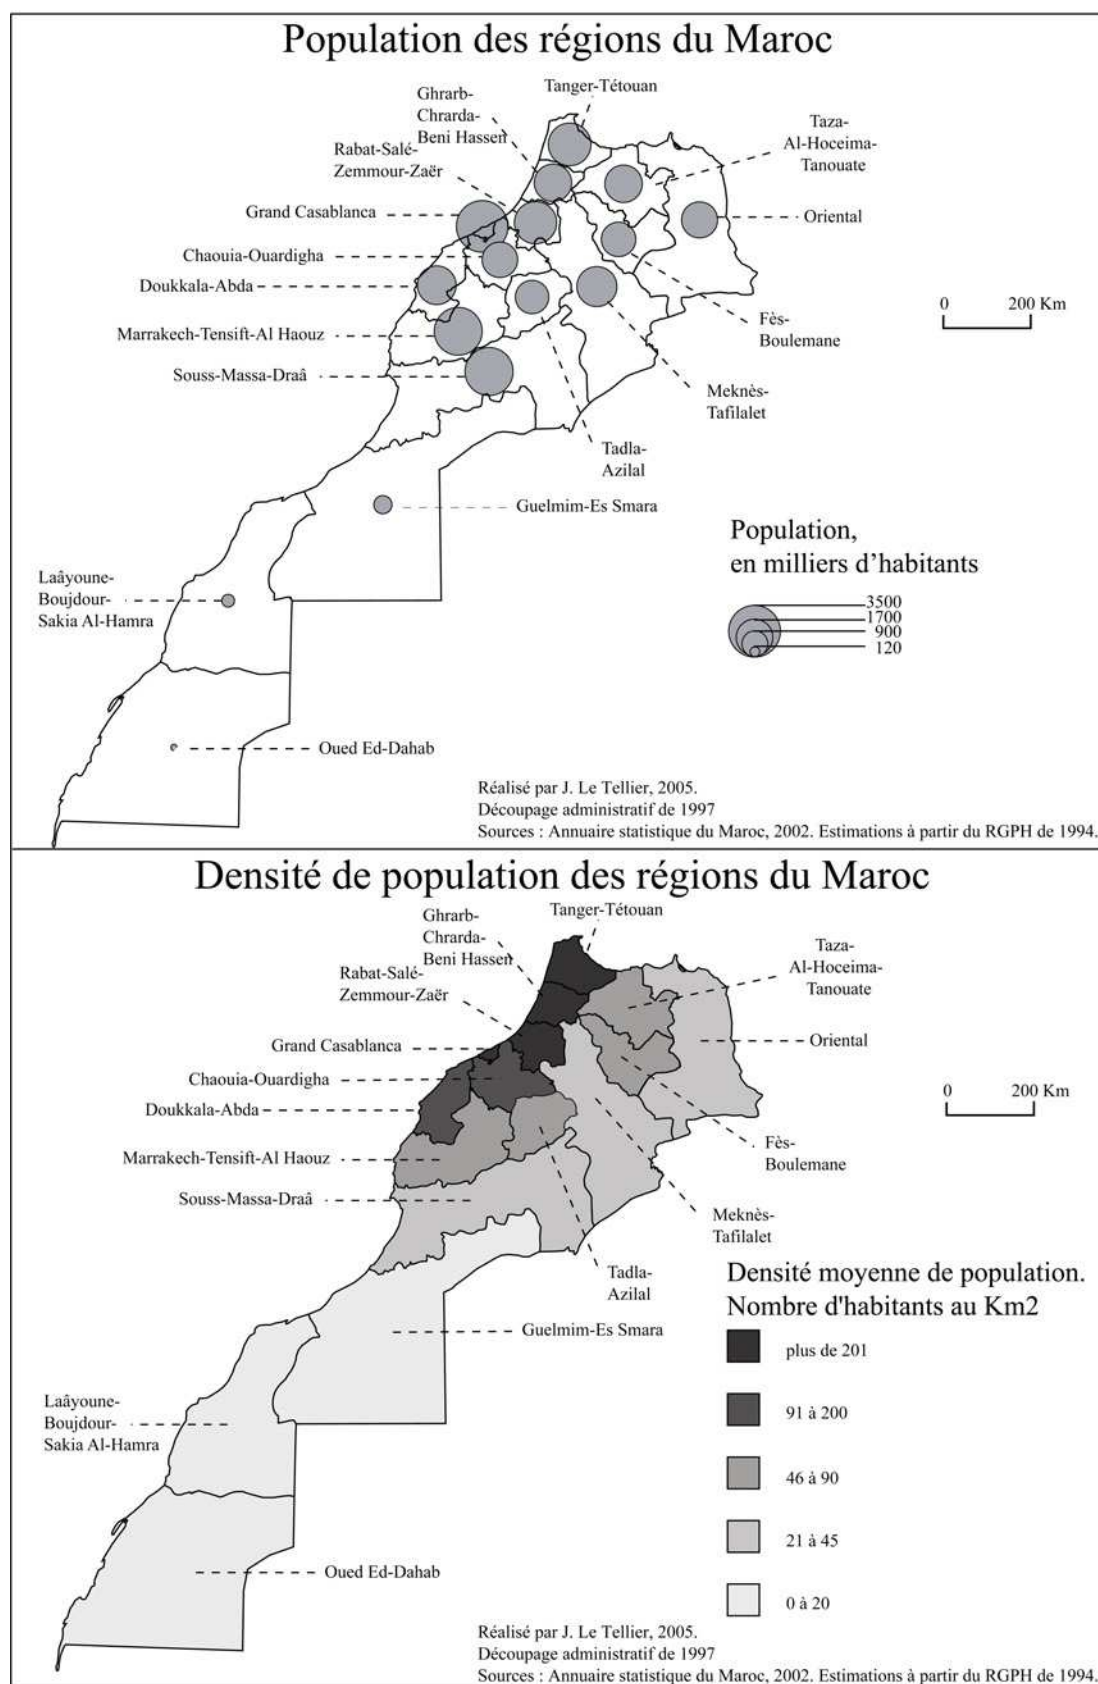 Population des régions du Maroc
Tanger-Tétouan
Ghrarb-
Chrarda-
Beni Hassen
Taza-
Al-Hoceima-
Tanouate
Rabat-Salé-
Zemmour-Zaër
Grand Casablanca
Oriental
Chaouia-Ouardigha
Doukkala-Abda
0 200 Km
Marrakech-Tensift-Al Haouz
Fès-
Boulemane
Souss-Massa-Draâ
Meknès-
Tafilalet
Tadla-
Azilal
Guelmim-Es Smara
Population,
en milliers d'habitants
3500
1700
900
120
Laâyoune-
Boujdour-
Sakia Al-Hamra
Oued Ed-Dahab
Réalisé par J. Le Tellier, 2005.
Découpage administratif de 1997
Sources : Annuaire statistique du Maroc, 2002. Estimations à partir du RGPH de 1994.
Densité de population des régions du Maroc
Tanger-Tétouan
Ghrarb-
Chrarda-
Beni Hassen
Taza-
Al-Hoceima-
Tanouate
Rabat-Salé-
Zemmour-Zaër
Grand Casablanca
Oriental
Chaouia-Ouardigha
Doukkala-Abda
0 200 Km
Marrakech-Tensift-Al Haouz
Fès-
Boulemane
Souss-Massa-Draâ
Meknès-
Tafilalet
Tadla-
Azilal
Guelmim-Es Smara
Densité moyenne de population.
Nombre d'habitants au Km2
plus de 201
91 à 200
46 à 90
21 à 45
0 à 20
Laâyoune-
Boujdour-
Sakia Al-Hamra
Oued Ed-Dahab
Réalisé par J. Le Tellier, 2005.
Découpage administratif de 1997
Sources : Annuaire statistique du Maroc, 2002. Estimations à partir du RGPH de 1994.